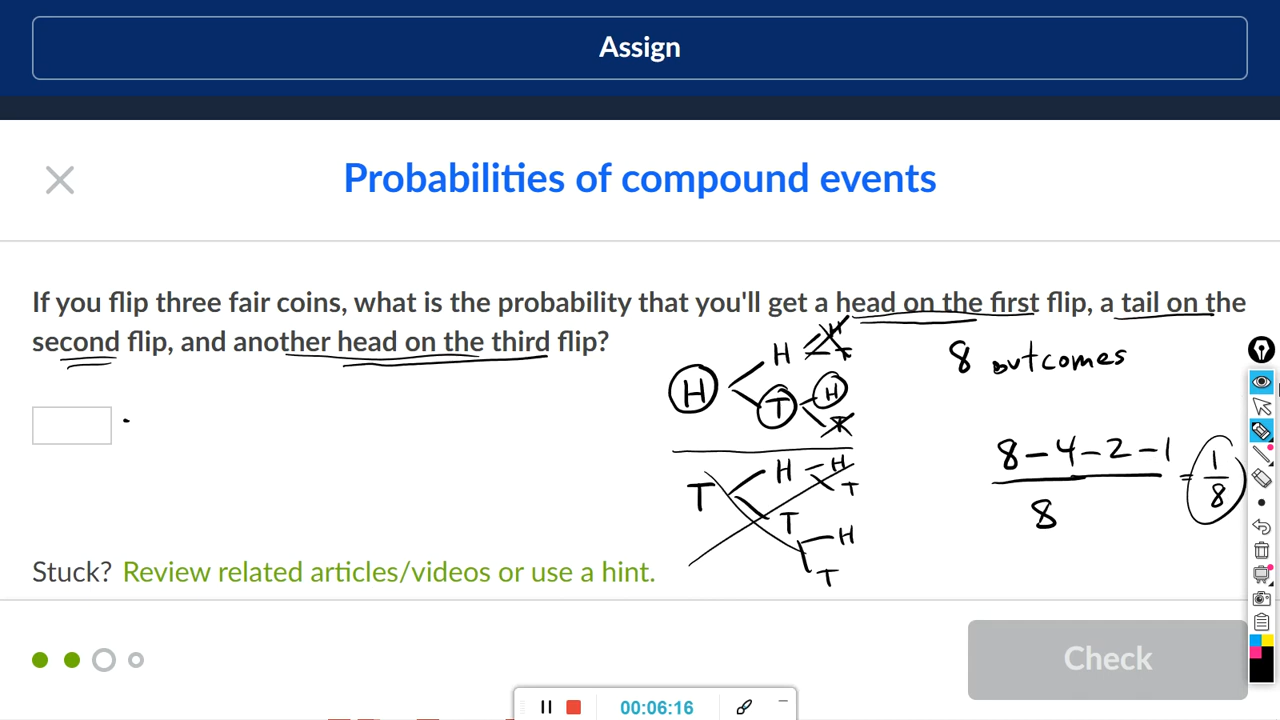 Assign
Probabilities of compound events
If you flip three fair coins, what is the probability that you'll get a head on the first flip, a tail on the
second flip, and another head on the third flip?
8 outcomes
H
H
H
T
T
H
T
T
H
H
T
T
H
T
8-4-2-1
8
=
1
8
Stuck? Review related articles/videos or use a hint.
Check
00:06:16